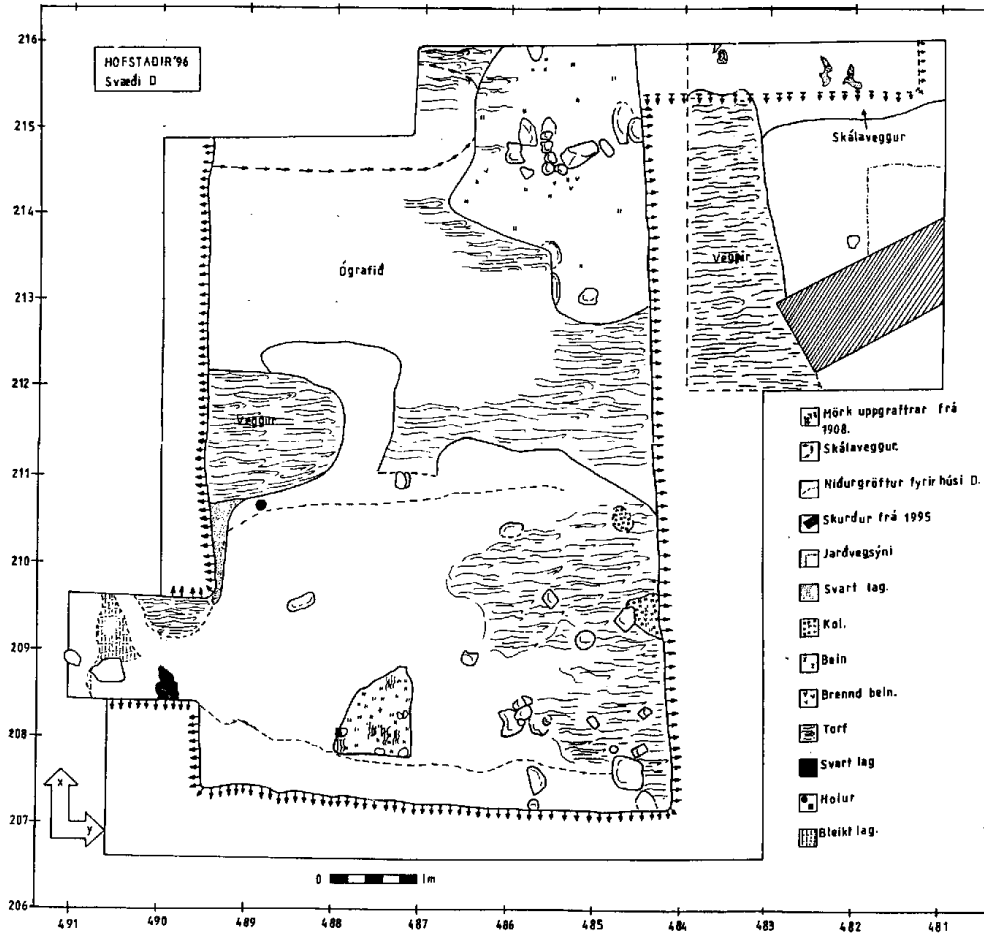 HOFSTAÐIR'96
Svæði D
216
215
214
213
212
211
210
209
208
207
206
Skálaveggur
Ógrafið
Veggur
Veggur
Mörk uppgraftrar frá
1908.
Skálaveggur.
Niðurgröftur fyrir húsi D.
Skurður frá 1995
Jarðvegsýni
Svart lag.
Kol.
Bein
Brennd bein.
Torf
Svart lag
Holur
Bleikt lag.
x
y
0 1m
491 490 489 488 487 486 485 484 483 482 481